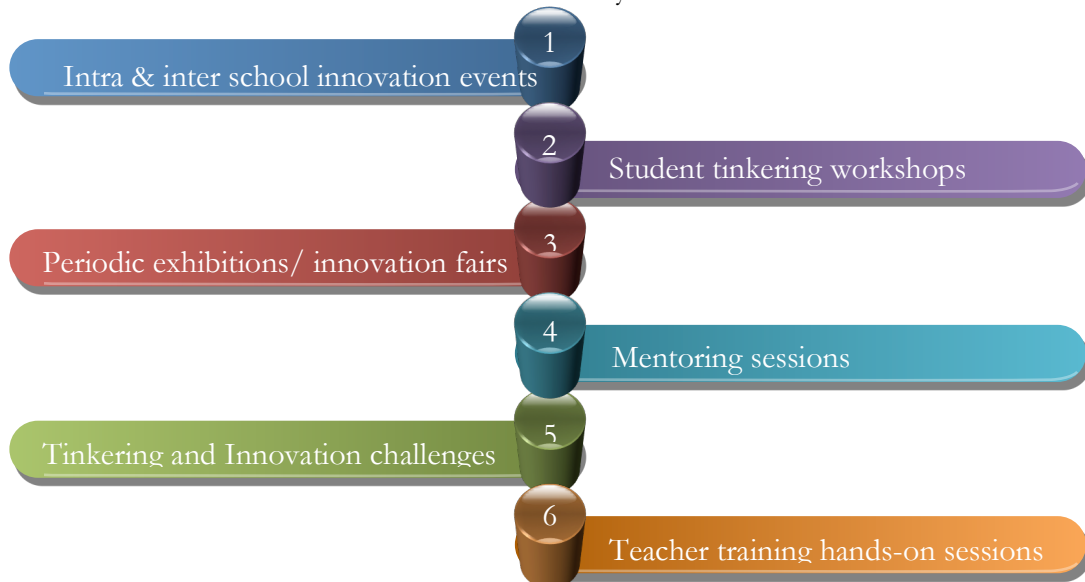 1
Intra & inter school innovation events
2
Student tinkering workshops
3
Periodic exhibitions/ innovation fairs
4
Mentoring sessions
5
Tinkering and Innovation challenges
6
Teacher training hands-on sessions